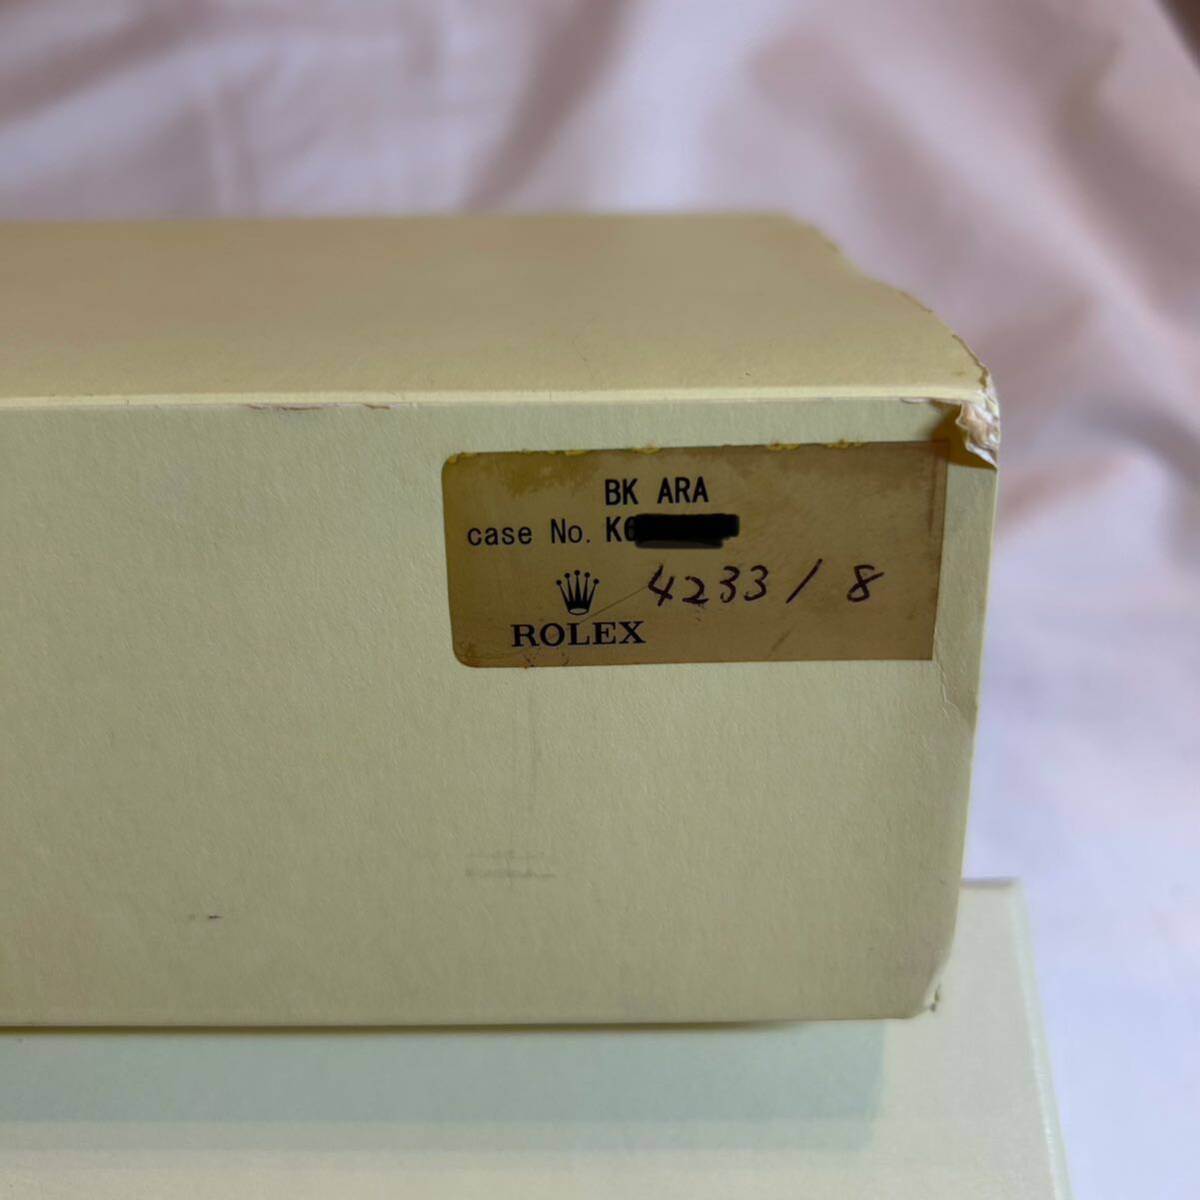 BK ARA
case No. K6
4233/8
ROLEX